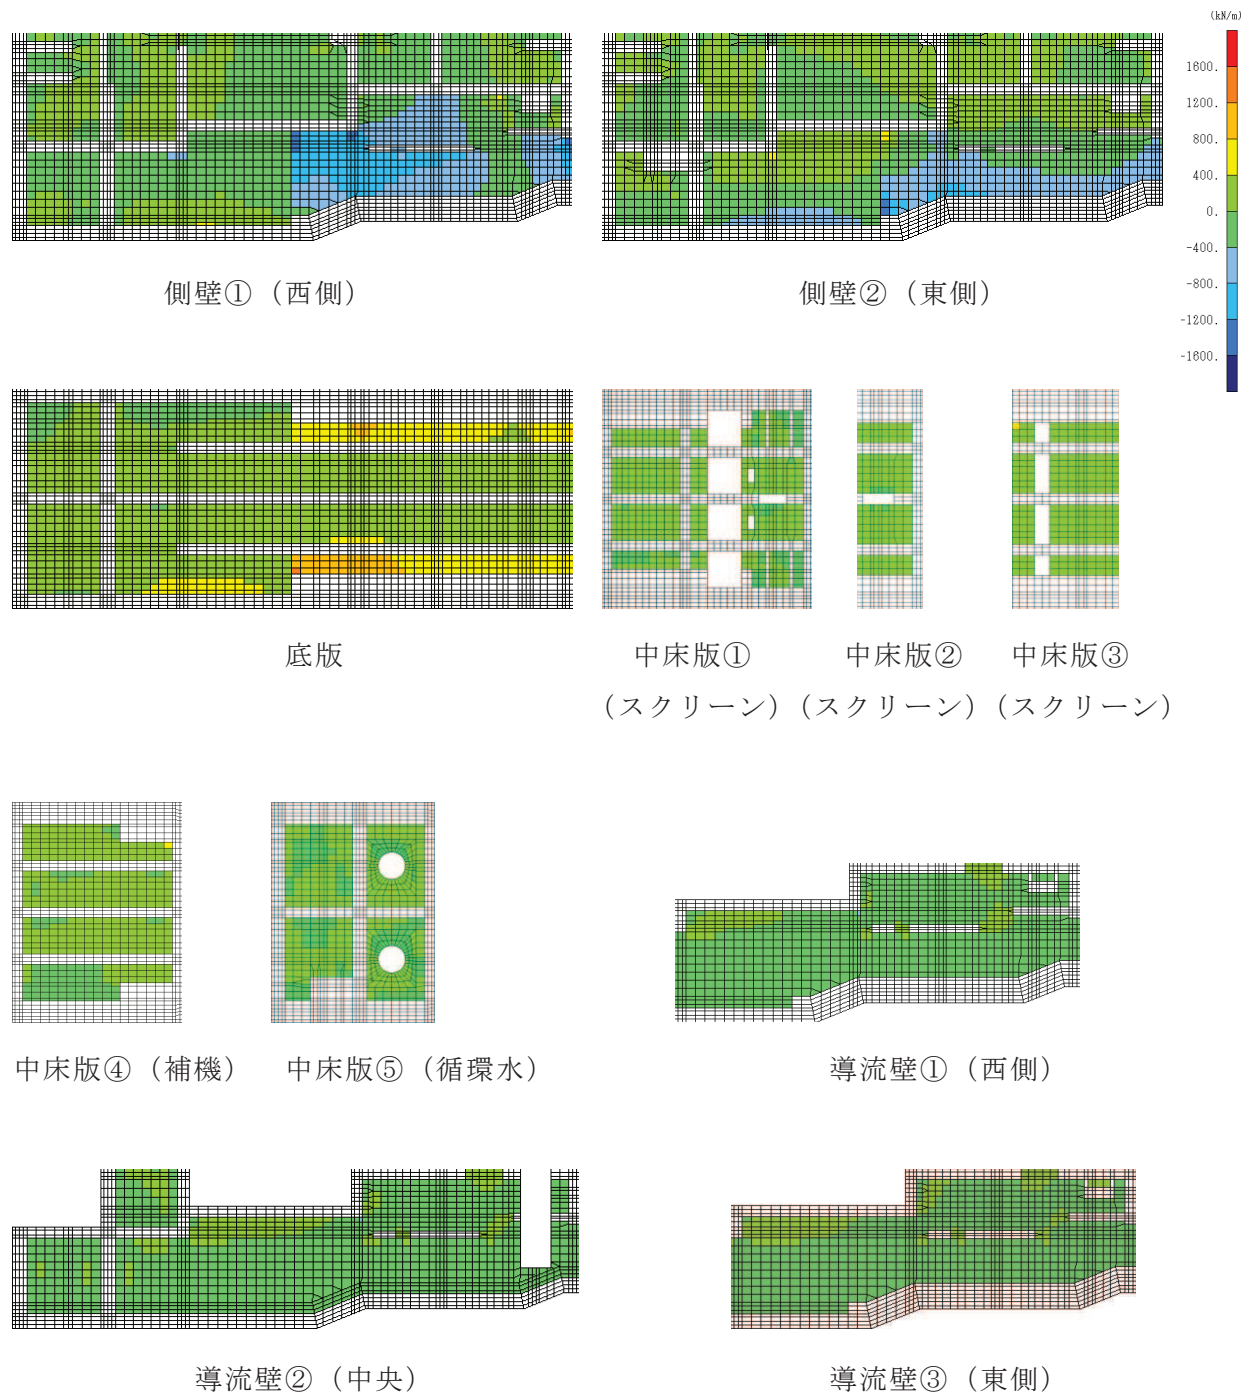 (kN/m)
1600.
1200.
800.
400.
0.
-400.
-800.
-1200.
-1600.
側壁①（西側）
側壁②（東側）
底版
中床版①
中床版②
中床版③
（スクリーン）（スクリーン）（スクリーン）
中床版④（補機）
中床版⑤（循環水）
導流壁①（西側）
導流壁②（中央）
導流壁③（東側）